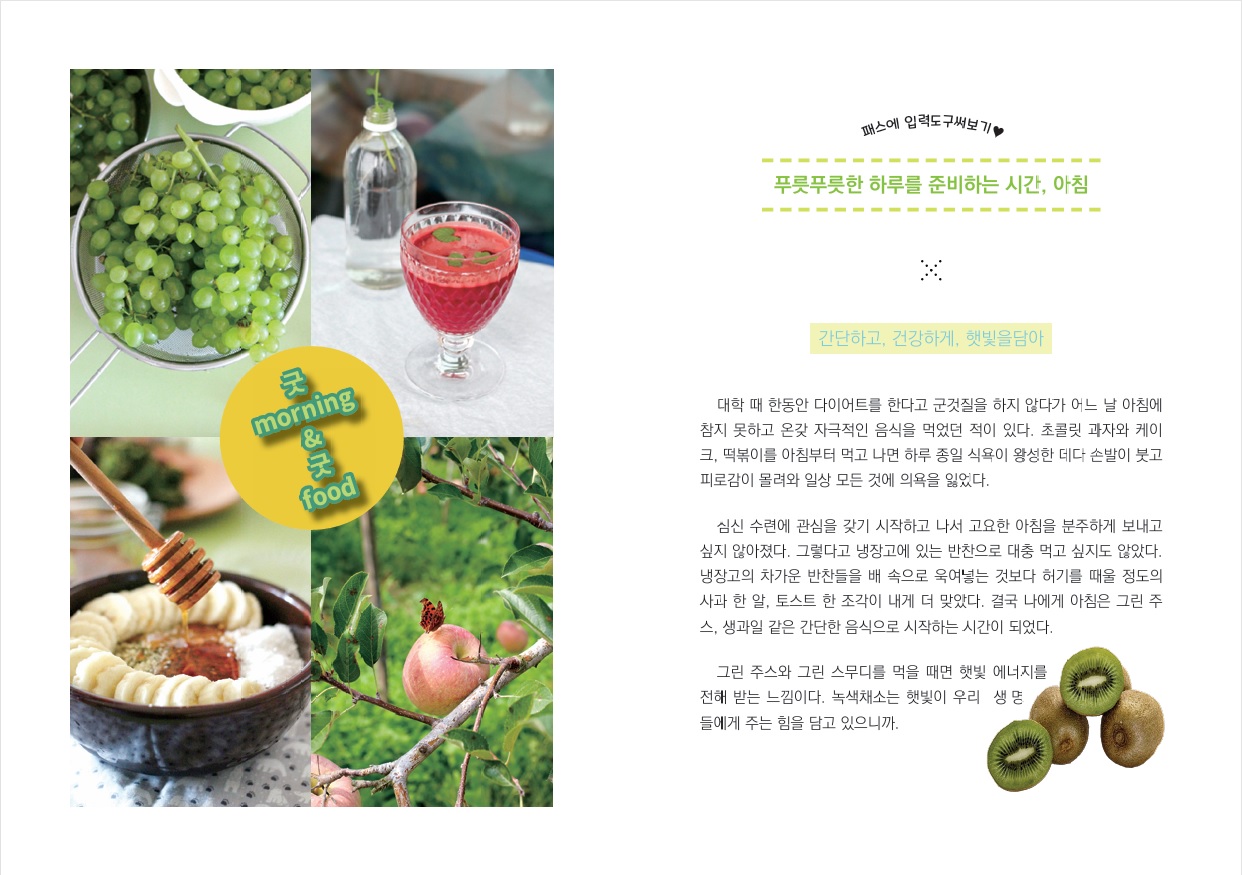 굿
morning
&
굿
food
패스에 입력도구써보기♥
푸릇푸릇한 하루를 준비하는 시간, 아침
간단하고, 건강하게, 햇빛을담아
대학 때 한동안 다이어트를 한다고 군것질을 하지 않다가 어느 날 아침에
참지 못하고 온갖 자극적인 음식을 먹었던 적이 있다. 초콜릿 과자와 케이
크, 떡볶이를 아침부터 먹고 나면 하루 종일 식욕이 왕성한 데다 손발이 붓고
피로감이 몰려와 일상 모든 것에 의욕을 잃었다.
심신 수련에 관심을 갖기 시작하고 나서 고요한 아침을 분주하게 보내고
싶지 않아졌다. 그렇다고 냉장고에 있는 반찬으로 대충 먹고 싶지도 않았다.
냉장고의 차가운 반찬들을 배 속으로 욱여넣는 것보다 허기를 때울 정도의
사과 한 알, 토스트 한 조각이 내게 더 맞았다. 결국 나에게 아침은 그린 주
스, 생과일 같은 간단한 음식으로 시작하는 시간이 되었다.
그린 주스와 그린 스무디를 먹을 때면 햇빛 에너지를
전해 받는 느낌이다. 녹색채소는 햇빛이 우리 생 명
들에게 주는 힘을 담고 있으니까.